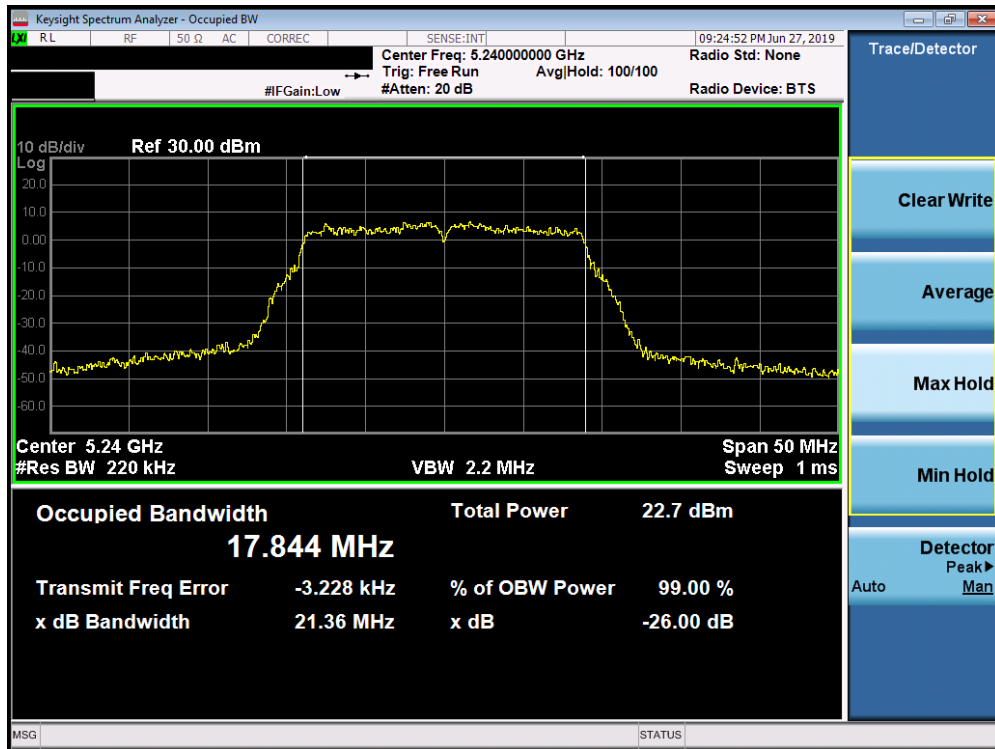 Keysight Spectrum Analyzer - Occupied BW
LXI RL RF 50 Ω AC CORREC SENSE:INT 09:24:52 PM Jun 27, 2019
Center Freq: 5.240000000 GHz Radio Std: None
Trig: Free Run Avg|Hold: 100/100
#IFGain:Low #Atten: 20 dB Radio Device: BTS
10 dB/div Ref 30.00 dBm
Log
20.0
10.0
0.00
-10.0
-20.0
-30.0
-40.0
-50.0
-60.0
Center 5.24 GHz Span 50 MHz
#Res BW 220 kHz VBW 2.2 MHz Sweep 1 ms
Occupied Bandwidth Total Power 22.7 dBm
17.844 MHz
Transmit Freq Error -3.228 kHz % of OBW Power 99.00 %
x dB Bandwidth 21.36 MHz x dB -26.00 dB
MSG STATUS
Trace/Detector
Clear Write
Average
Max Hold
Min Hold
Detector
Peak▶
Auto Man